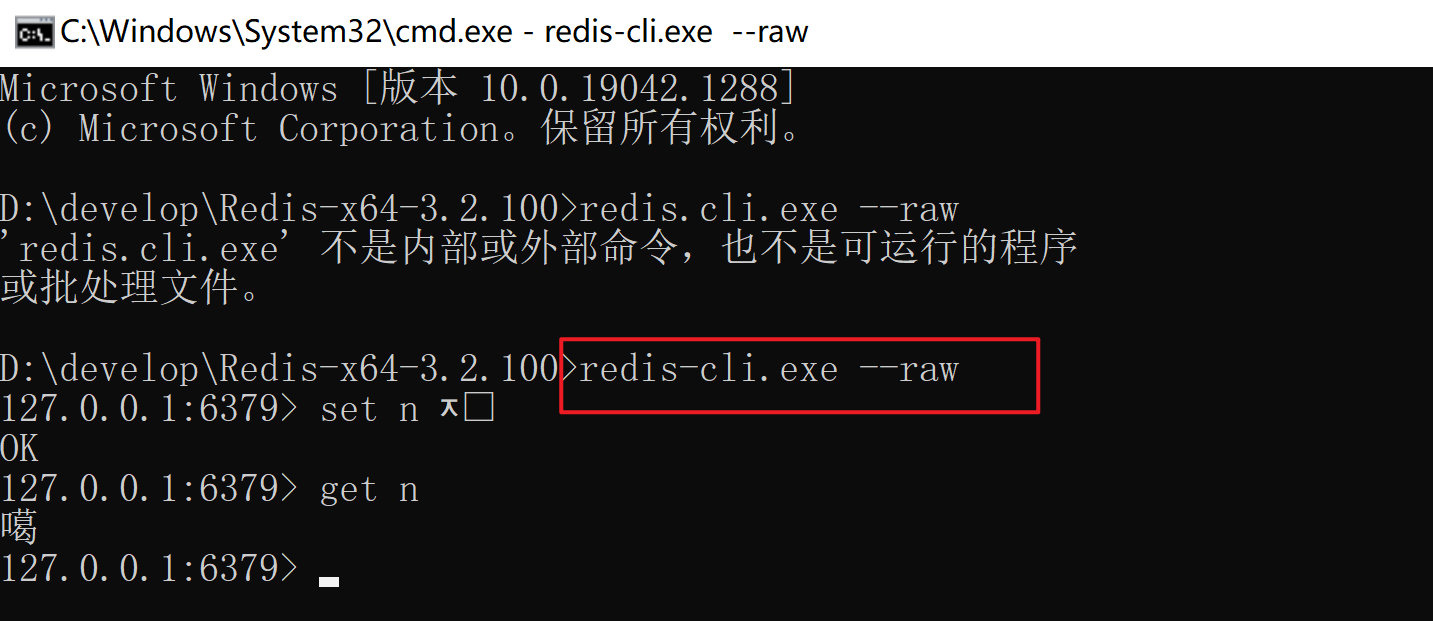 C:\Windows\System32\cmd.exe - redis-cli.exe  --raw
Microsoft Windows [版本 10.0.19042.1288]
(c) Microsoft Corporation。保留所有权利。
D:\develop\Redis-x64-3.2.100>redis.cli.exe --raw
'redis.cli.exe' 不是内部或外部命令，也不是可运行的程序
或批处理文件。
D:\develop\Redis-x64-3.2.100>redis-cli.exe --raw
127.0.0.1:6379> set n ㅈ□
OK
127.0.0.1:6379> get n
噶
127.0.0.1:6379>